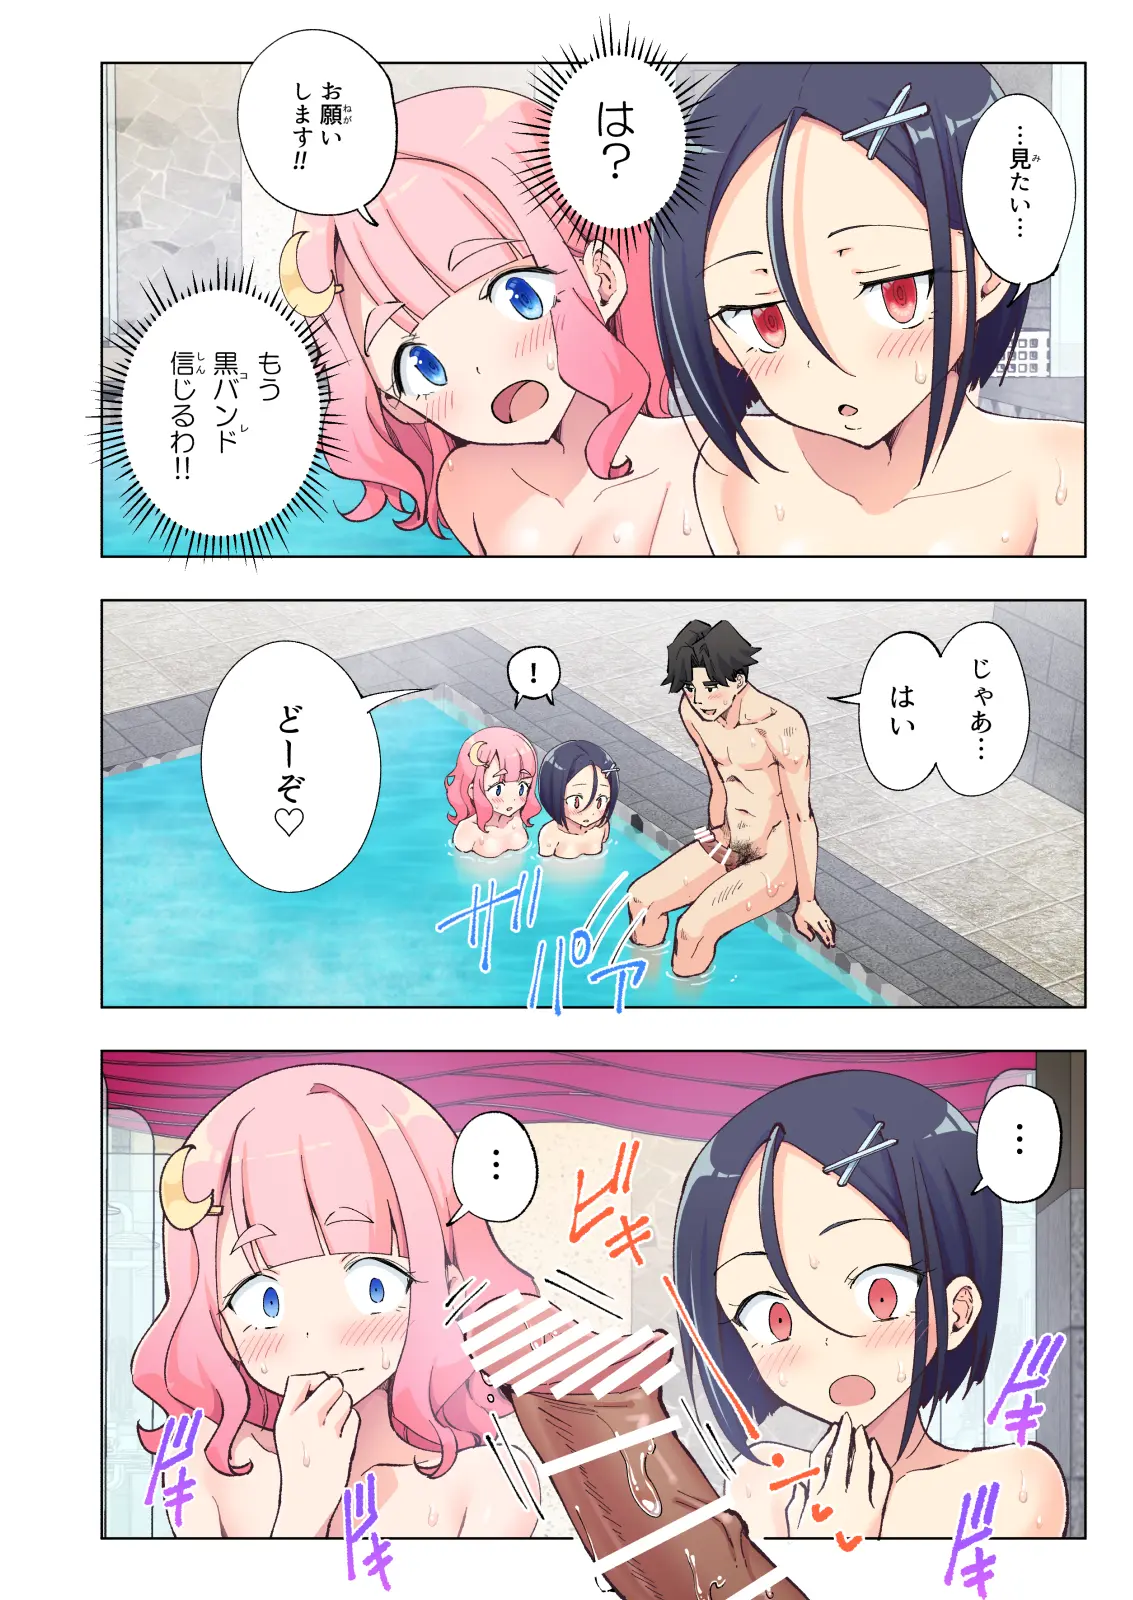 …見たい…
は?
お願い
します!!
もう
黒バンド
信じるわ!!
じゃあ…
はい
!
どーぞ♡
ザバァ
…
…
ビキ
ドキ
ドキ
ドキ
ドキ